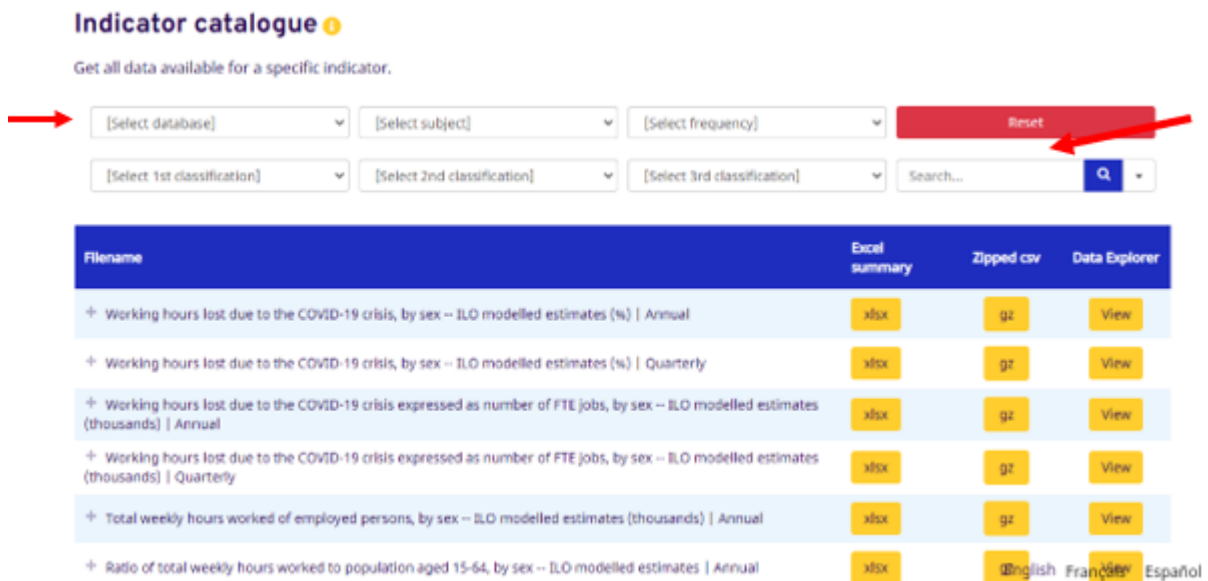 Indicator catalogue
Get all data available for a specific indicator.
[Select database] [Select subject] [Select frequency] Reset
[Select 1st classification] [Select 2nd classification] [Select 3rd classification] Search...
Filename Excel summary Zipped csv Data Explorer
+ Working hours lost due to the COVID-19 crisis, by sex -- ILO modelled estimates (%) | Annual xlsx gz View
+ Working hours lost due to the COVID-19 crisis, by sex -- ILO modelled estimates (%) | Quarterly xlsx gz View
+ Working hours lost due to the COVID-19 crisis expressed as number of FTE jobs, by sex -- ILO modelled estimates
(thousands) | Annual xlsx gz View
+ Working hours lost due to the COVID-19 crisis expressed as number of FTE jobs, by sex -- ILO modelled estimates
(thousands) | Quarterly xlsx gz View
+ Total weekly hours worked of employed persons, by sex -- ILO modelled estimates (thousands) | Annual xlsx gz View
+ Ratio of total weekly hours worked to population aged 15-64, by sex -- ILO modelled estimates | Annual xlsx gz View
English Français Español